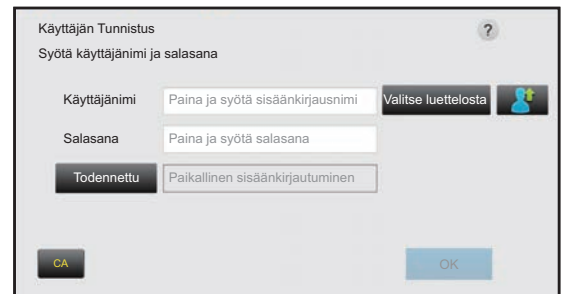 Käyttäjän Tunnistus
?
Syötä käyttäjänimi ja salasana
Käyttäjänimi Paina ja syötä sisäänkirjausnimi Valitse luettelosta
Salasana Paina ja syötä salasana
Todennettu Paikallinen sisäänkirjautuminen
CA OK